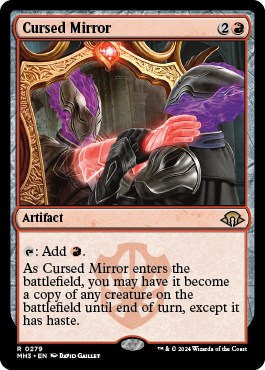 Cursed Mirror 2
Artifact
: Add .
As Cursed Mirror enters the
battlefield, you may have it become
a copy of any creature on the
battlefield until end of turn, except it
has haste.
R 0279
MH3 • EN DAVID GAILLET
™ & © 2024 Wizards of the Coast